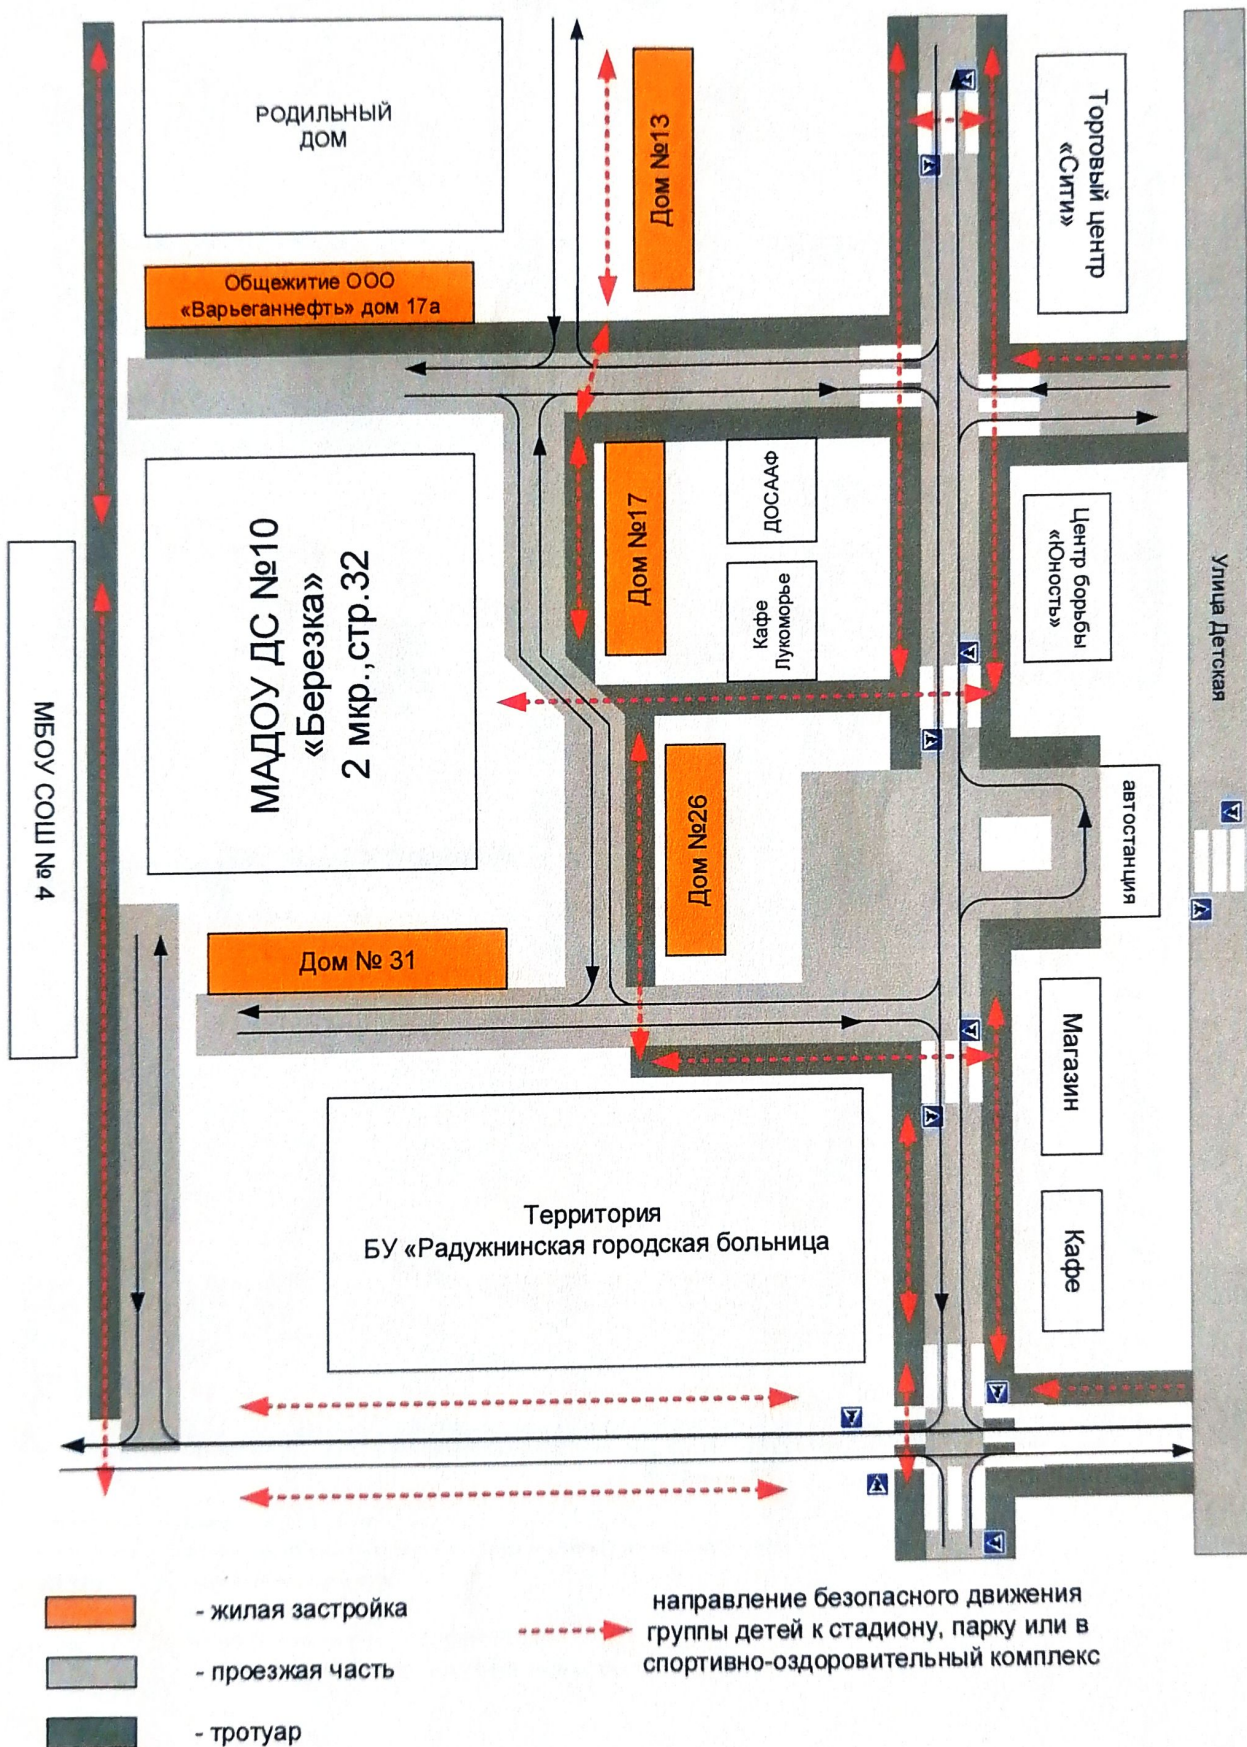 РОДИЛЬНЫЙ
ДОМ
Дом №13
Торговый центр
«Сити»
Общежитие ООО
«Варьеганнефть» дом 17а
МАДОУ ДС №10
«Березка»
2 мкр.,стр.32
Дом №17
ДОСААФ
Кафе
Лукоморье
Центр борьбы
«Юность»
Улица Детская
МБОУ СОШ № 4
Дом №26
автостанция
Дом № 31
Магазин
Территория
БУ «Радужнинская городская больница
Кафе
- жилая застройка
- проезжая часть
- тротуар
направление безопасного движения
группы детей к стадиону, парку или в
спортивно-оздоровительный комплекс